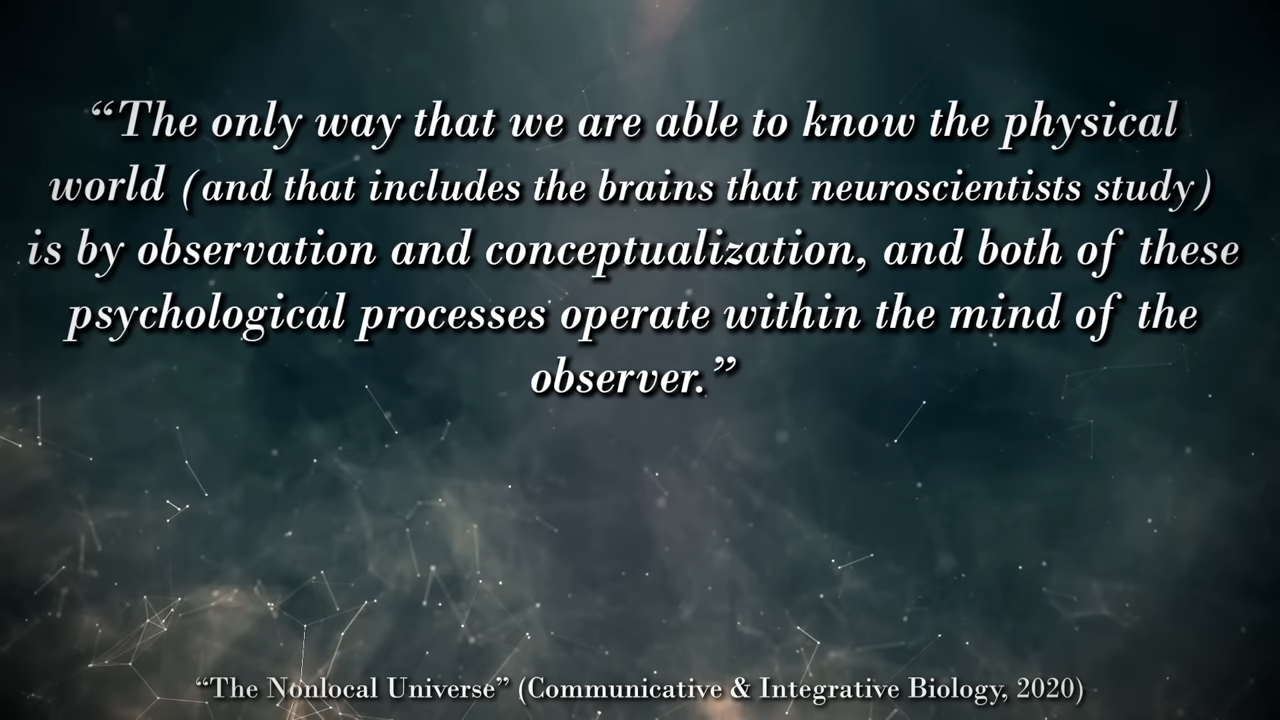 “The only way that we are able to know the physical
world (and that includes the brains that neuroscientists study)
is by observation and conceptualization, and both of these
psychological processes operate within the mind of the
observer.”
“The Nonlocal Universe” (Communicative & Integrative Biology, 2020)